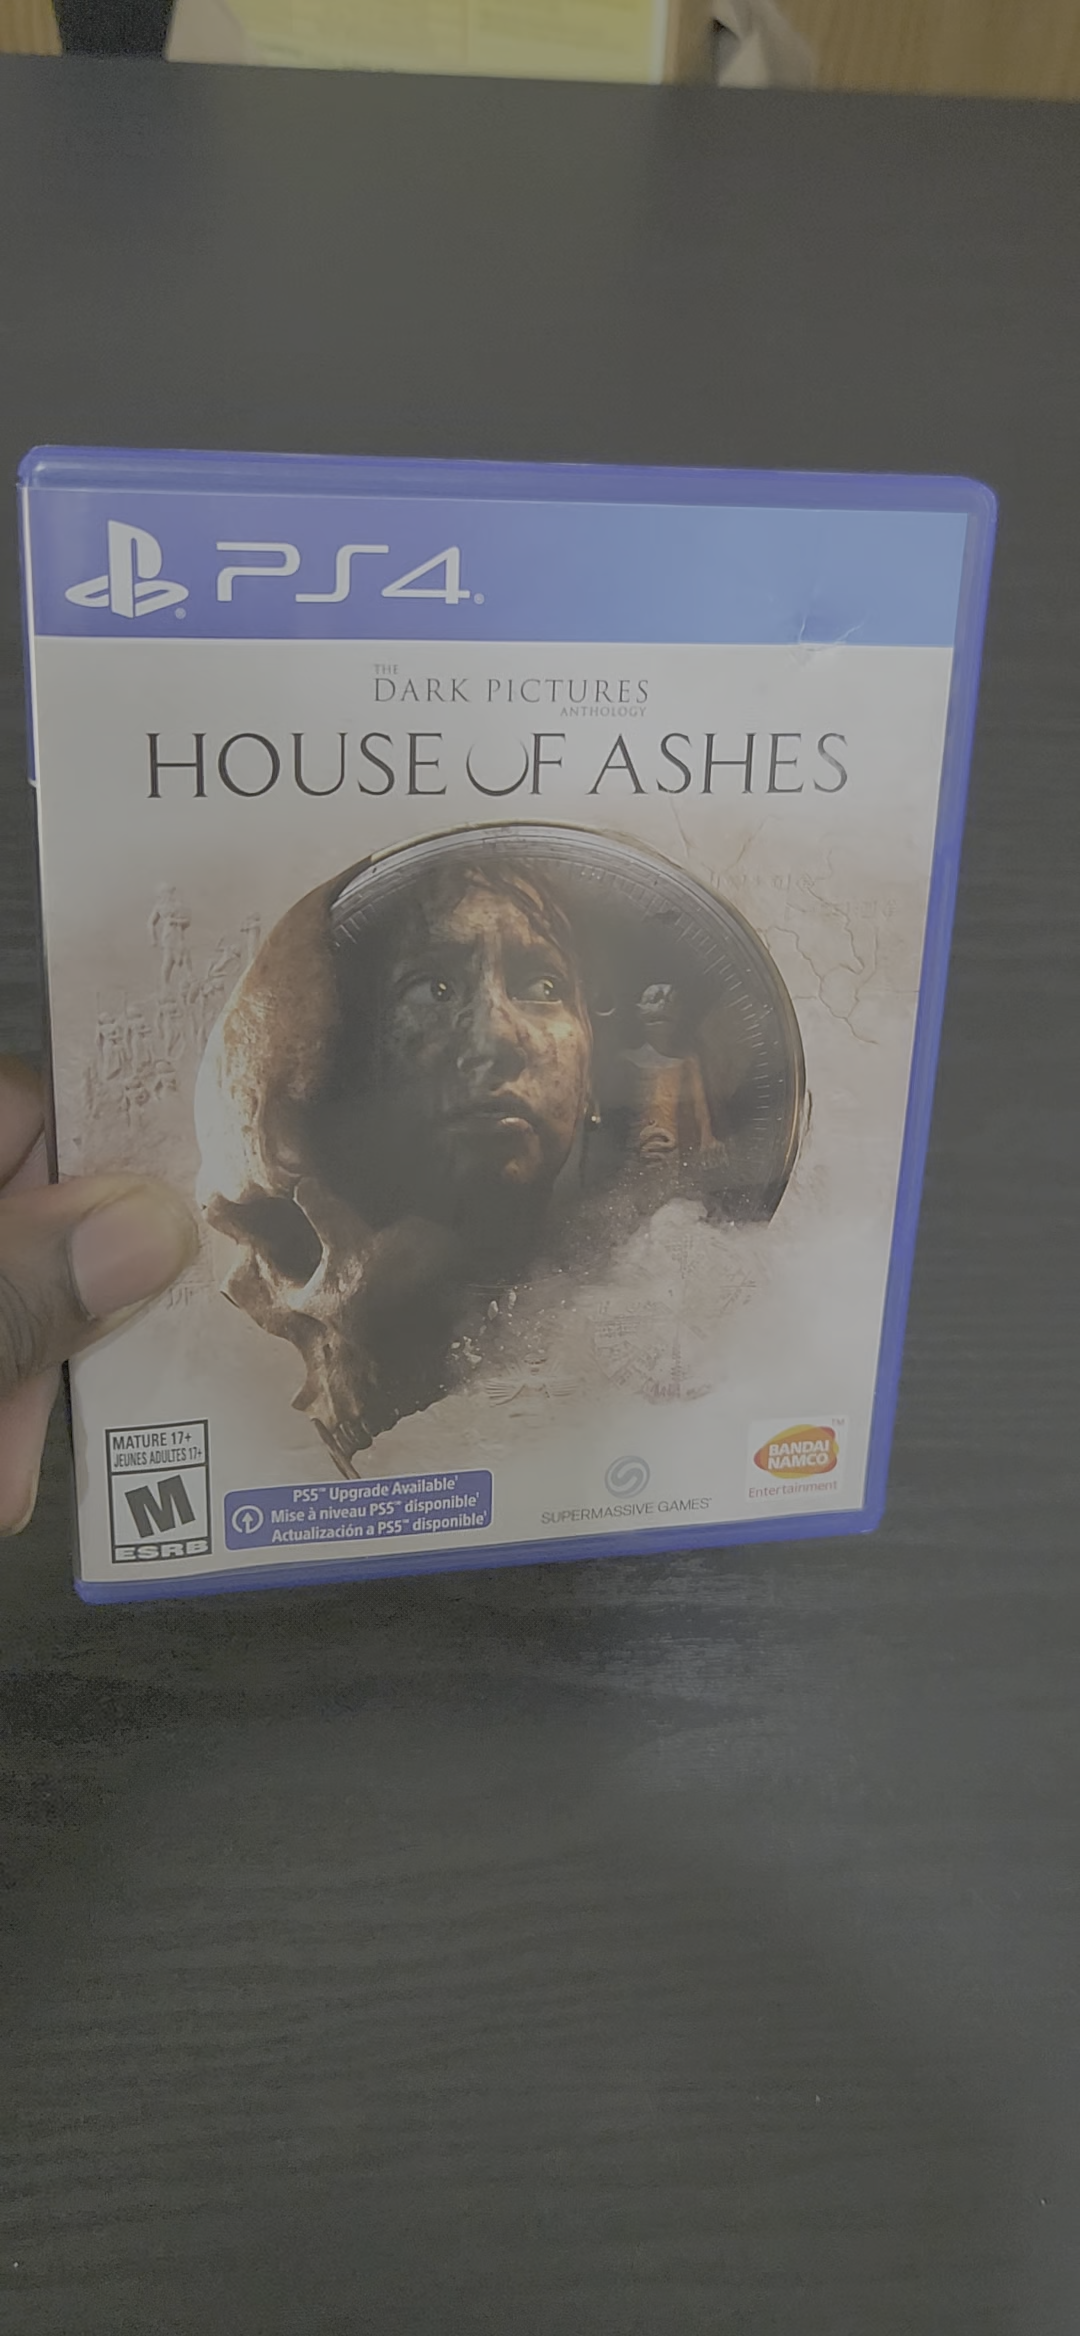 PS4
THE
DARK PICTURES
ANTHOLOGY
HOUSE OF ASHES
MATURE 17+
JEUNES ADULTES 17+
M
ESRB
PS5™ Upgrade Available¹
Mise à niveau PS5™ disponible¹
Actualización a PS5™ disponible¹
SUPERMASSIVE GAMES
BANDAI
NAMCO
Entertainment